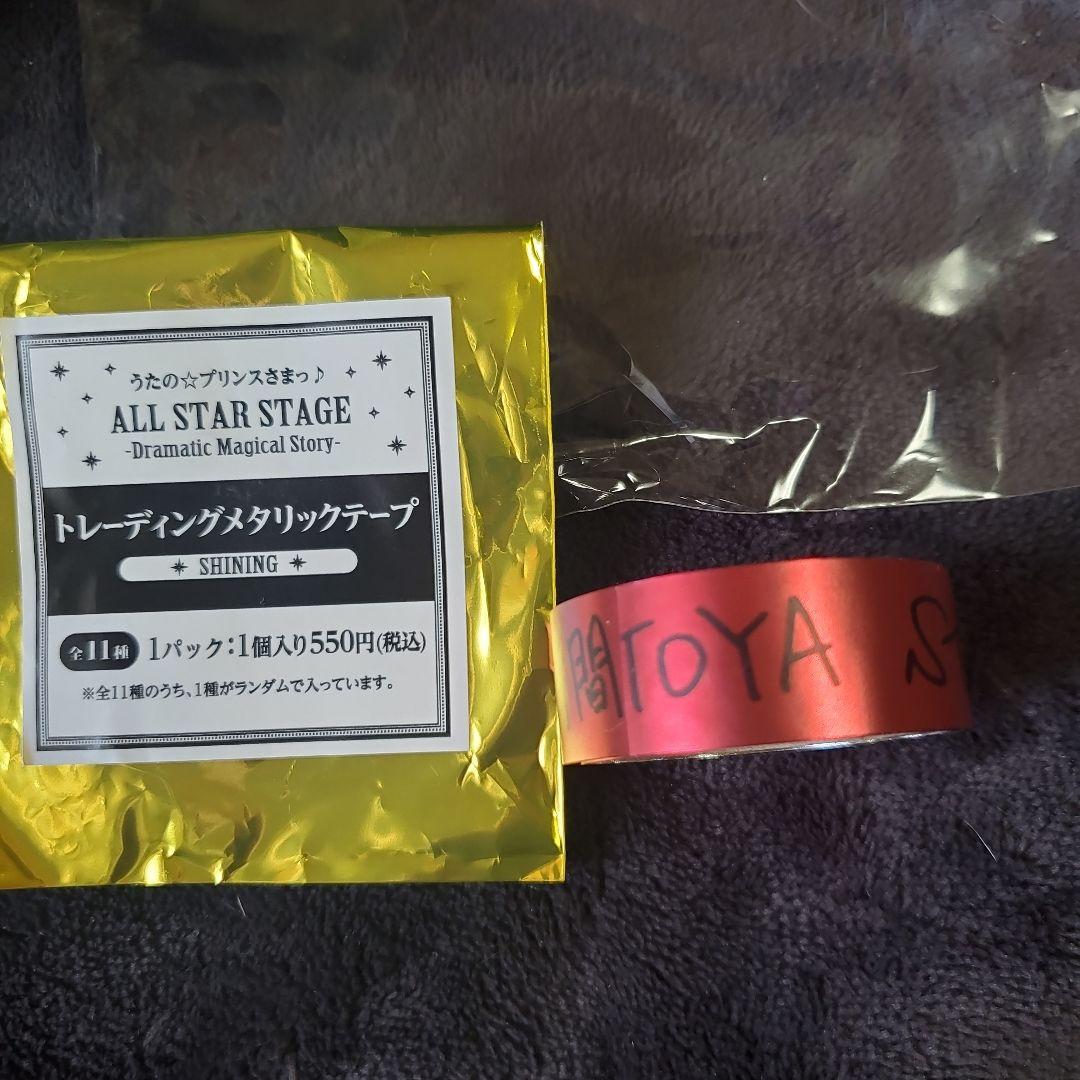 うたの☆プリンスさまっ♪
ALL STAR STAGE
-Dramatic Magical Story-
トレーディングメタリックテープ
SHINING
全11種 1パック:1個入り550円(税込)
※全11種のうち、1種がランダムで入っています。
TOYA S